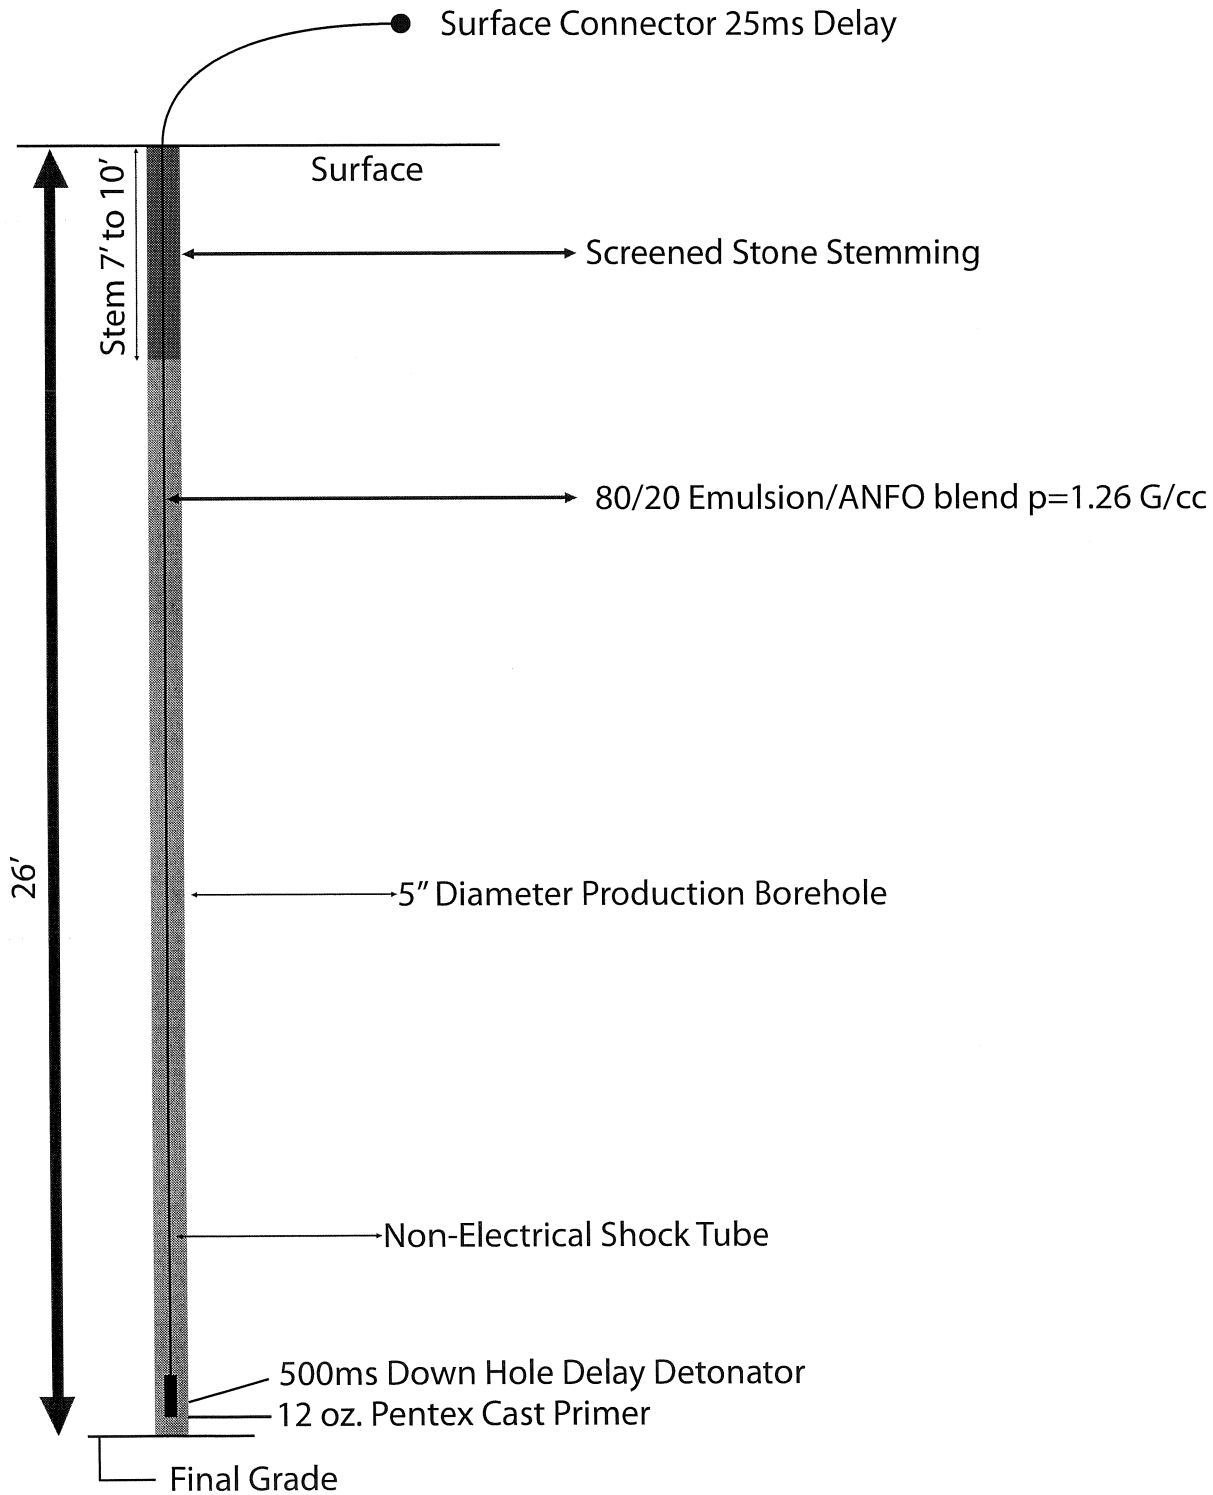 Surface Connector 25ms Delay
Surface
Stem 7’ to 10’
Screened Stone Stemming
80/20 Emulsion/ANFO blend p=1.26 G/cc
26’
5” Diameter Production Borehole
Non-Electrical Shock Tube
500ms Down Hole Delay Detonator
12 oz. Pentex Cast Primer
Final Grade